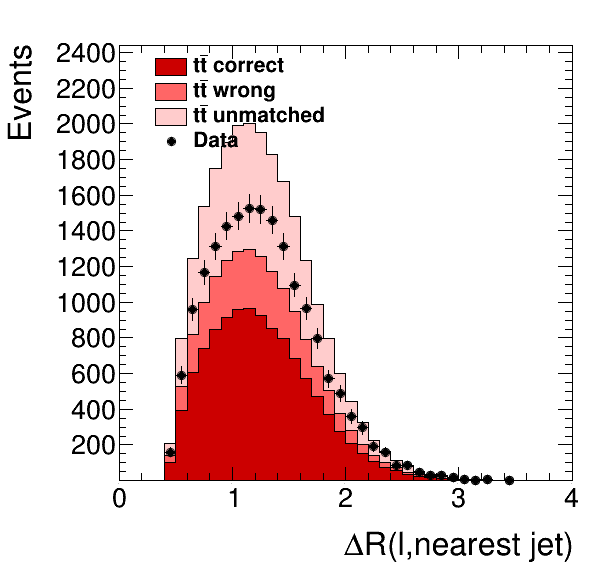 Events
2400
2200
2000
1800
1600
1400
1200
1000
800
600
400
200
tt̄ correct
tt̄ wrong
tt̄ unmatched
Data
0 1 2 3 4
ΔR(l,nearest jet)